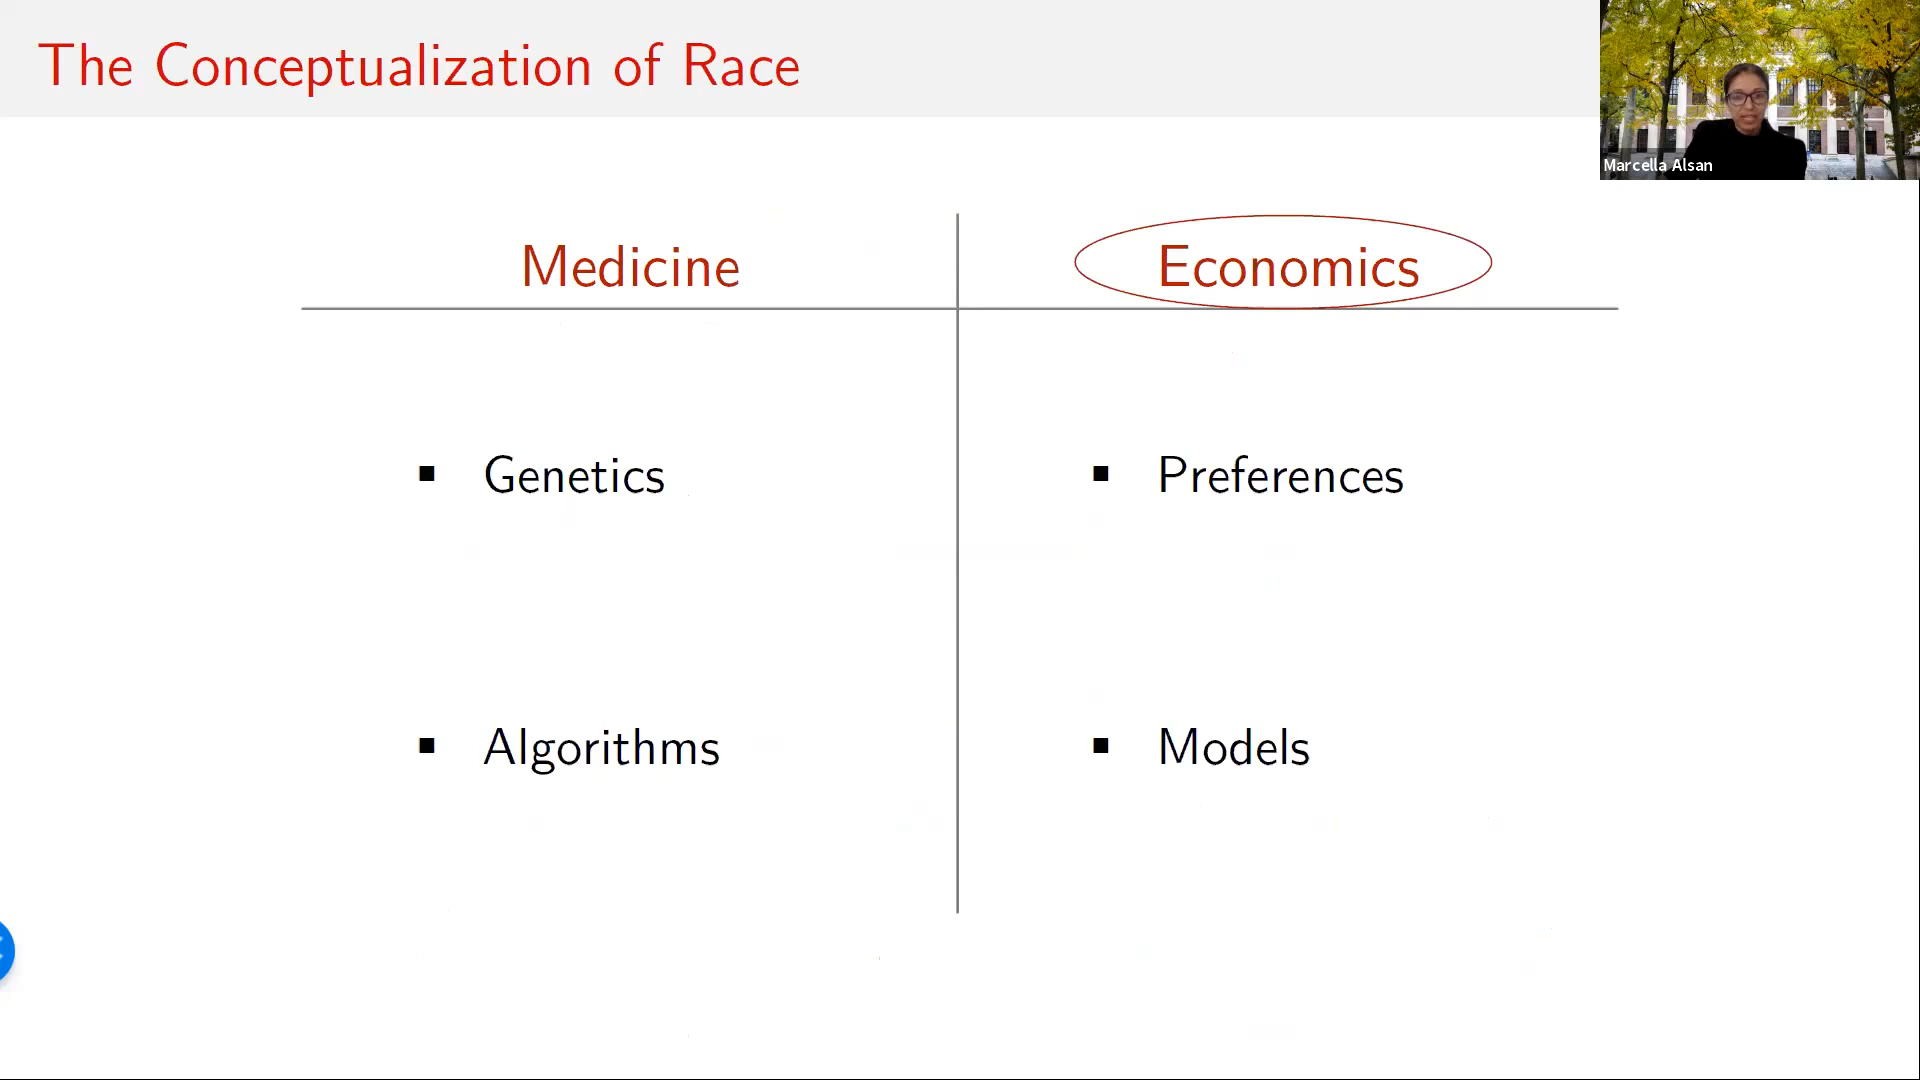 The Conceptualization of Race
Marcella Alsan
Medicine
Economics
▪ Genetics
▪ Preferences
▪ Algorithms
▪ Models